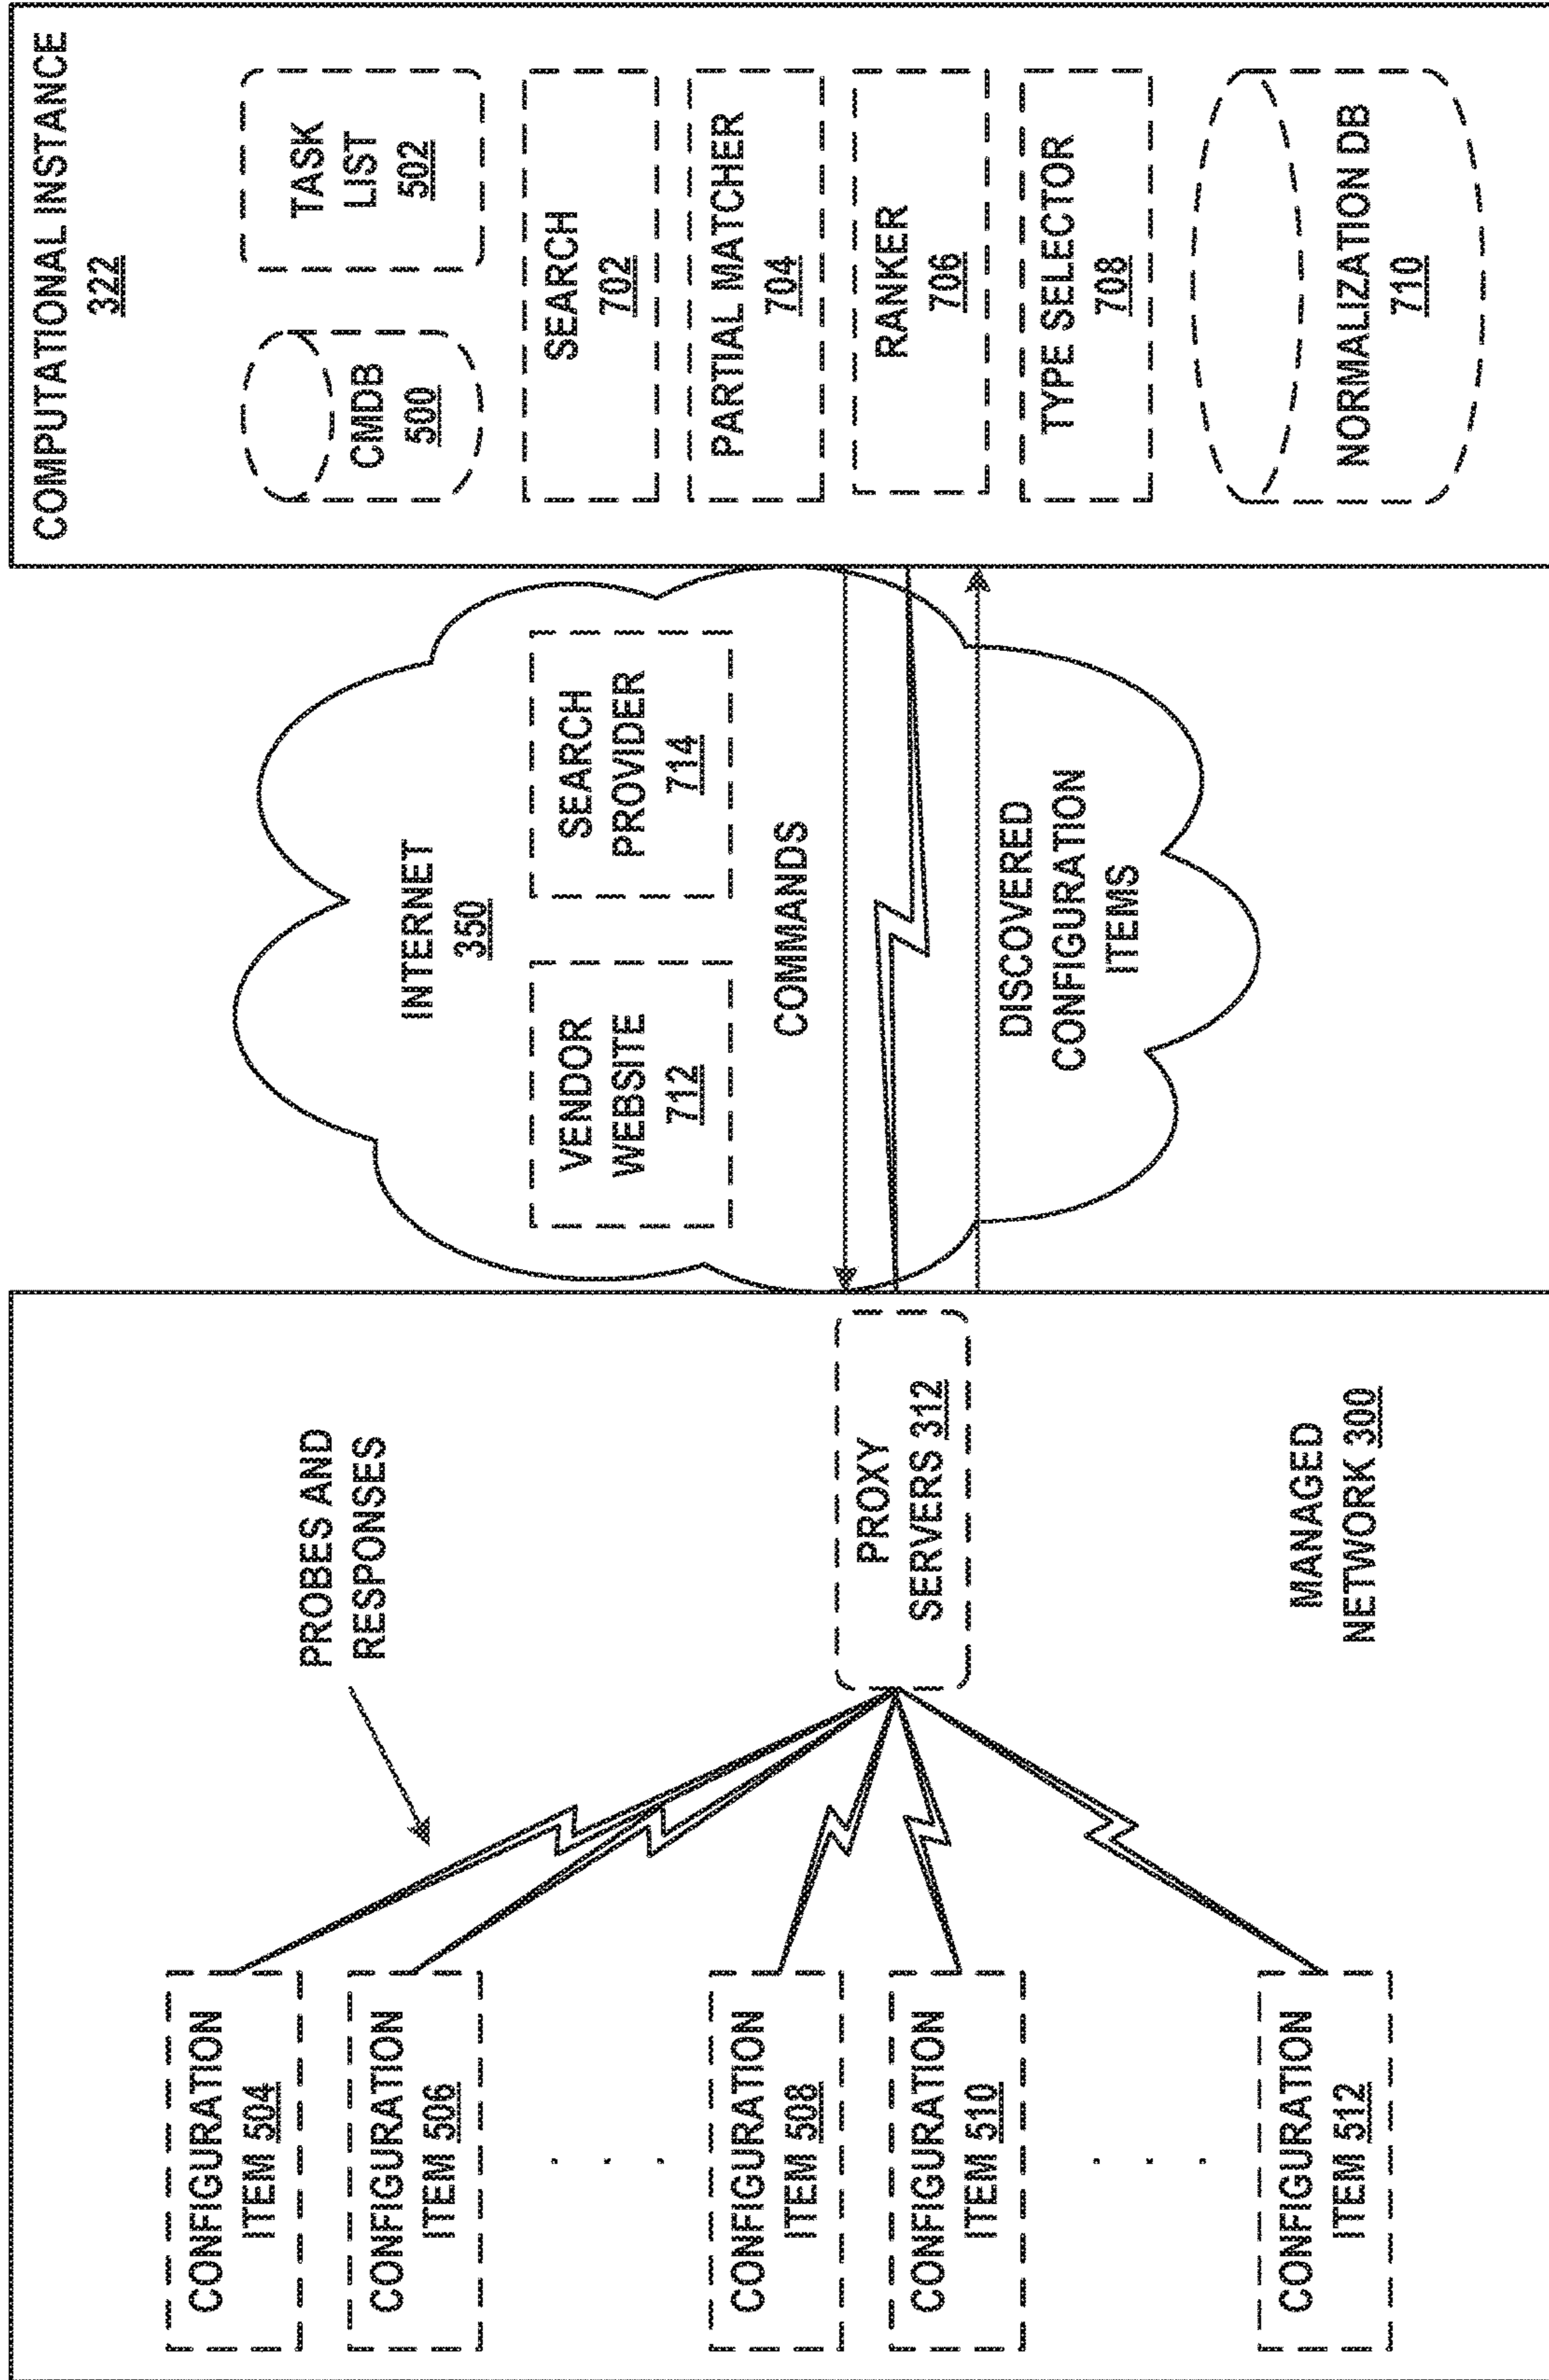 CONFIGURATION
ITEM 504
CONFIGURATION
ITEM 506
CONFIGURATION
ITEM 508
CONFIGURATION
ITEM 510
CONFIGURATION
ITEM 512
PROBES AND
RESPONSES
PROXY
SERVERS 312
MANAGED
NETWORK 300
INTERNET
350
VENDOR
WEBSITE
712
SEARCH
PROVIDER
714
COMMANDS
DISCOVERED
CONFIGURATION
ITEMS
COMPUTATIONAL INSTANCE
322
CMDB
500
TASK
LIST
502
SEARCH
702
PARTIAL MATCHER
704
RANKER
706
TYPE SELECTOR
708
NORMALIZATION DB
710